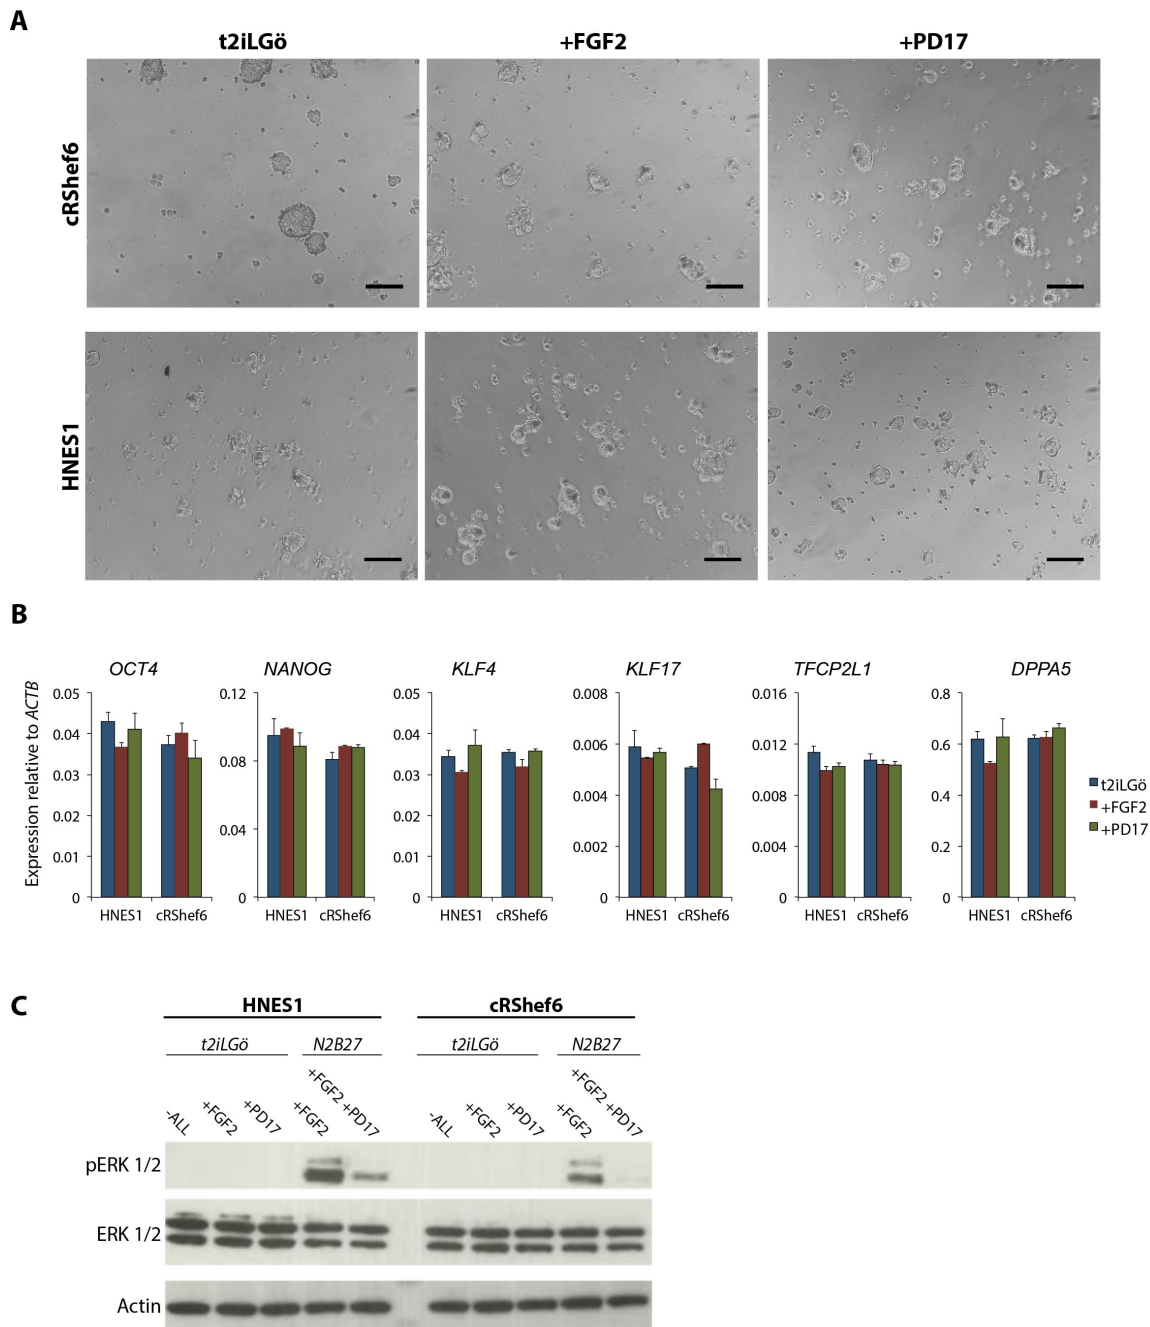 A
t2iLGö +FGF2 +PD17
cRShef6
HNES1
B
OCT4 NANOG KLF4 KLF17 TFCP2L1 DPPA5
Expression relative to ACTB
0.05 0.12 0.05 0.008 0.016 0.8
0.04 0.04 0.006 0.012 0.6
0.08
0.03 0.03
0.004 0.008 0.4
0.02 0.02
0.04
0.01 0.01 0.002 0.004 0.2
0 0 0 0 0 0
HNES1 cRShef6 HNES1 cRShef6 HNES1 cRShef6 HNES1 cRShef6 HNES1 cRShef6 HNES1 cRShef6
t2iLGö
+FGF2
+PD17
C
HNES1 cRShef6
t2iLGö N2B27 t2iLGö N2B27
-ALL +FGF2 +PD17 +FGF2 +FGF2 +PD17 -ALL +FGF2 +PD17 +FGF2 +FGF2 +PD17
pERK 1/2
ERK 1/2
Actin